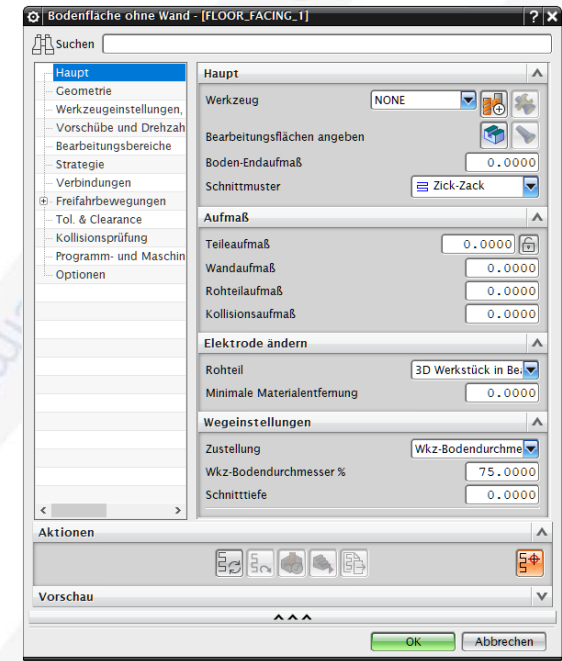 Bodenfläche ohne Wand - [FLOOR_FACING_1]
Suchen
Haupt
Geometrie
Werkzeugeinstellungen,
Vorschübe und Drehzah
Bearbeitungsbereiche
Strategie
Verbindungen
Freifahrbewegungen
Tol. & Clearance
Kollisionsprüfung
Programm- und Maschin
Optionen
Haupt
Werkzeug NONE
Bearbeitungsflächen angeben
Boden-Endaufmaß 0.0000
Schnittmuster Zick-Zack
Aufmaß
Teileaufmaß 0.0000
Wandaufmaß 0.0000
Rohteilaufmaß 0.0000
Kollisionsaufmaß 0.0000
Elektrode ändern
Rohteil 3D Werkstück in Be
Minimale Materialentfernung 0.0000
Wegeinstellungen
Zustellung Wkz-Bodendurchme
Wkz-Bodendurchmesser % 75.0000
Schnitttiefe 0.0000
Aktionen
Vorschau
OK Abbrechen